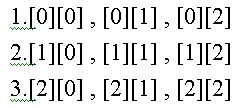 1.[0][0] , [0][1] , [0][2]
2.[1][0] , [1][1] , [1][2]
3.[2][0] , [2][1] , [2][2]